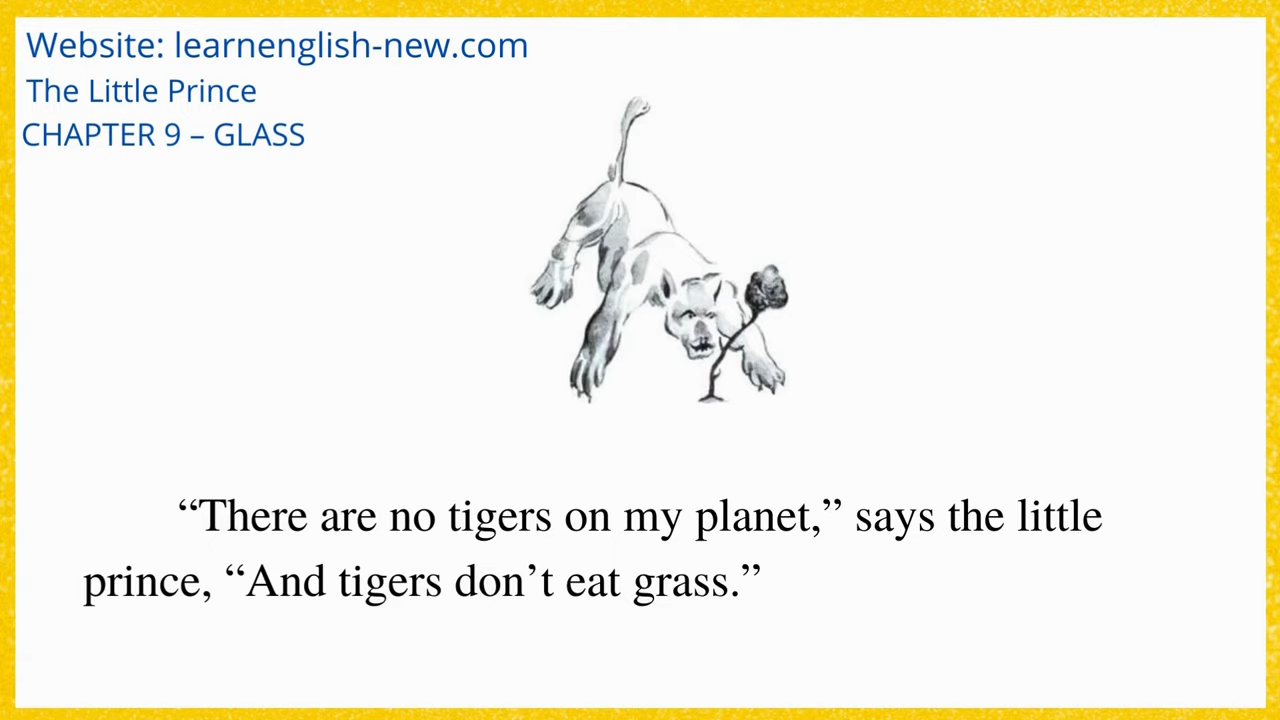 Website: learnenglish-new.com
The Little Prince
CHAPTER 9 – GLASS
“There are no tigers on my planet,” says the little
prince, “And tigers don’t eat grass.”